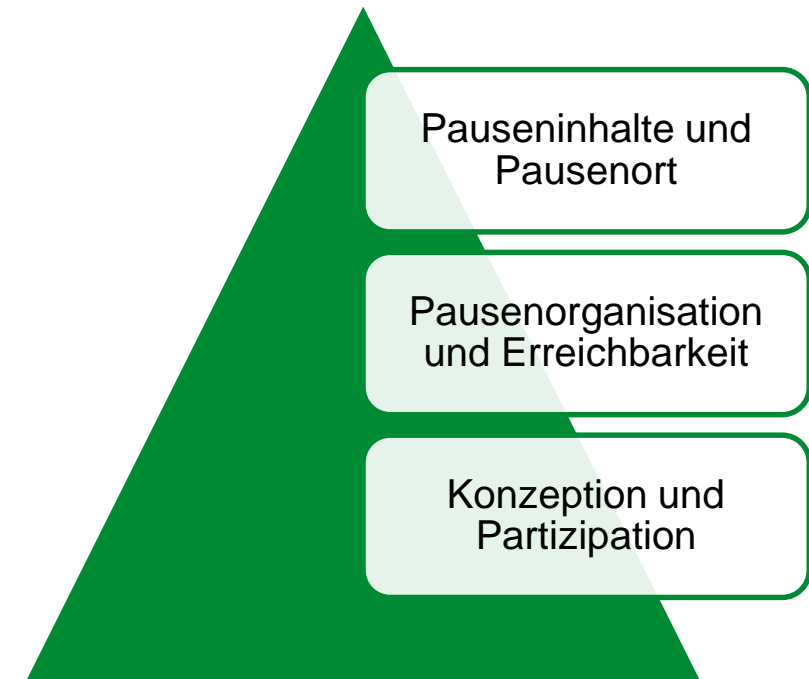 Pauseninhalte und
Pausenort
Pausenorganisation
und Erreichbarkeit
Konzeption und
Partizipation